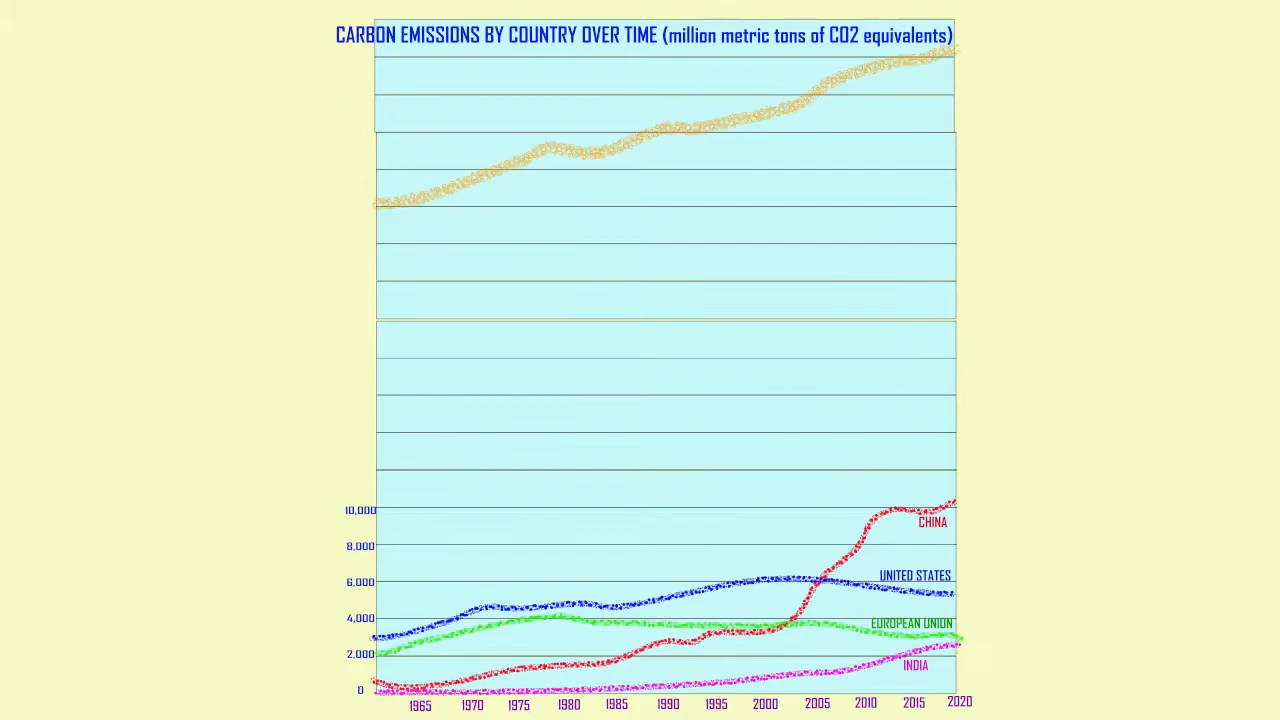 CARBON EMISSIONS BY COUNTRY OVER TIME (million metric tons of CO2 equivalents)
10,000
CHINA
8,000
UNITED STATES
6,000
4,000
EUROPEAN UNION
2,000
INDIA
0
1965 1970 1975 1980 1985 1990 1995 2000 2005 2010 2015 2020